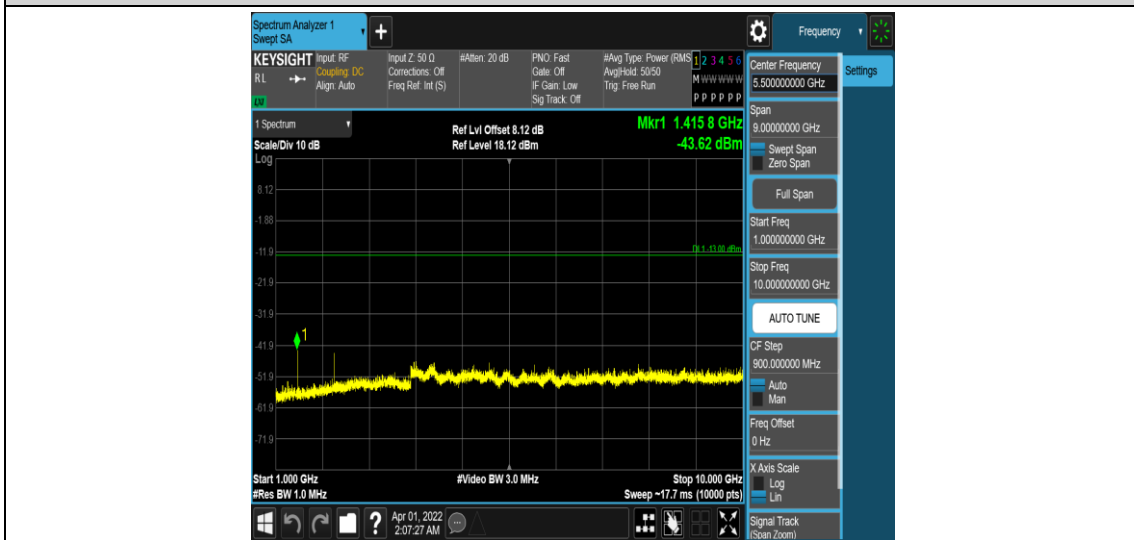 Spectrum Analyzer 1
Swept SA
+
Frequency
KEYSIGHT
RL
LXI
Input: RF
Coupling: DC
Align: Auto
Input Z: 50 Ω
Corrections: Off
Freq Ref: Int (S)
#Atten: 20 dB
PNO: Fast
Gate: Off
IF Gain: Low
Sig Track: Off
#Avg Type: Power (RMS
Avg|Hold: 50/50
Trig: Free Run
1 2 3 4 5 6
M W W W W W
P P P P P P
1 Spectrum
Scale/Div 10 dB
Ref Lvl Offset 8.12 dB
Ref Level 18.12 dBm
Mkr1 1.415 8 GHz
-43.62 dBm
Log
8.12
-1.88
-11.9
DL1 -13.00 dBm
-21.9
-31.9
-41.9
-51.9
-61.9
-71.9
1
Start 1.000 GHz
#Res BW 1.0 MHz
#Video BW 3.0 MHz
Stop 10.000 GHz
Sweep ~17.7 ms (10000 pts)
Center Frequency
5.500000000 GHz
Settings
Span
9.00000000 GHz
Swept Span
Zero Span
Full Span
Start Freq
1.000000000 GHz
Stop Freq
10.000000000 GHz
AUTO TUNE
CF Step
900.000000 MHz
Auto
Man
Freq Offset
0 Hz
X Axis Scale
Log
Lin
Signal Track
(Span Zoom)
?
Apr 01, 2022
2:07:27 AM